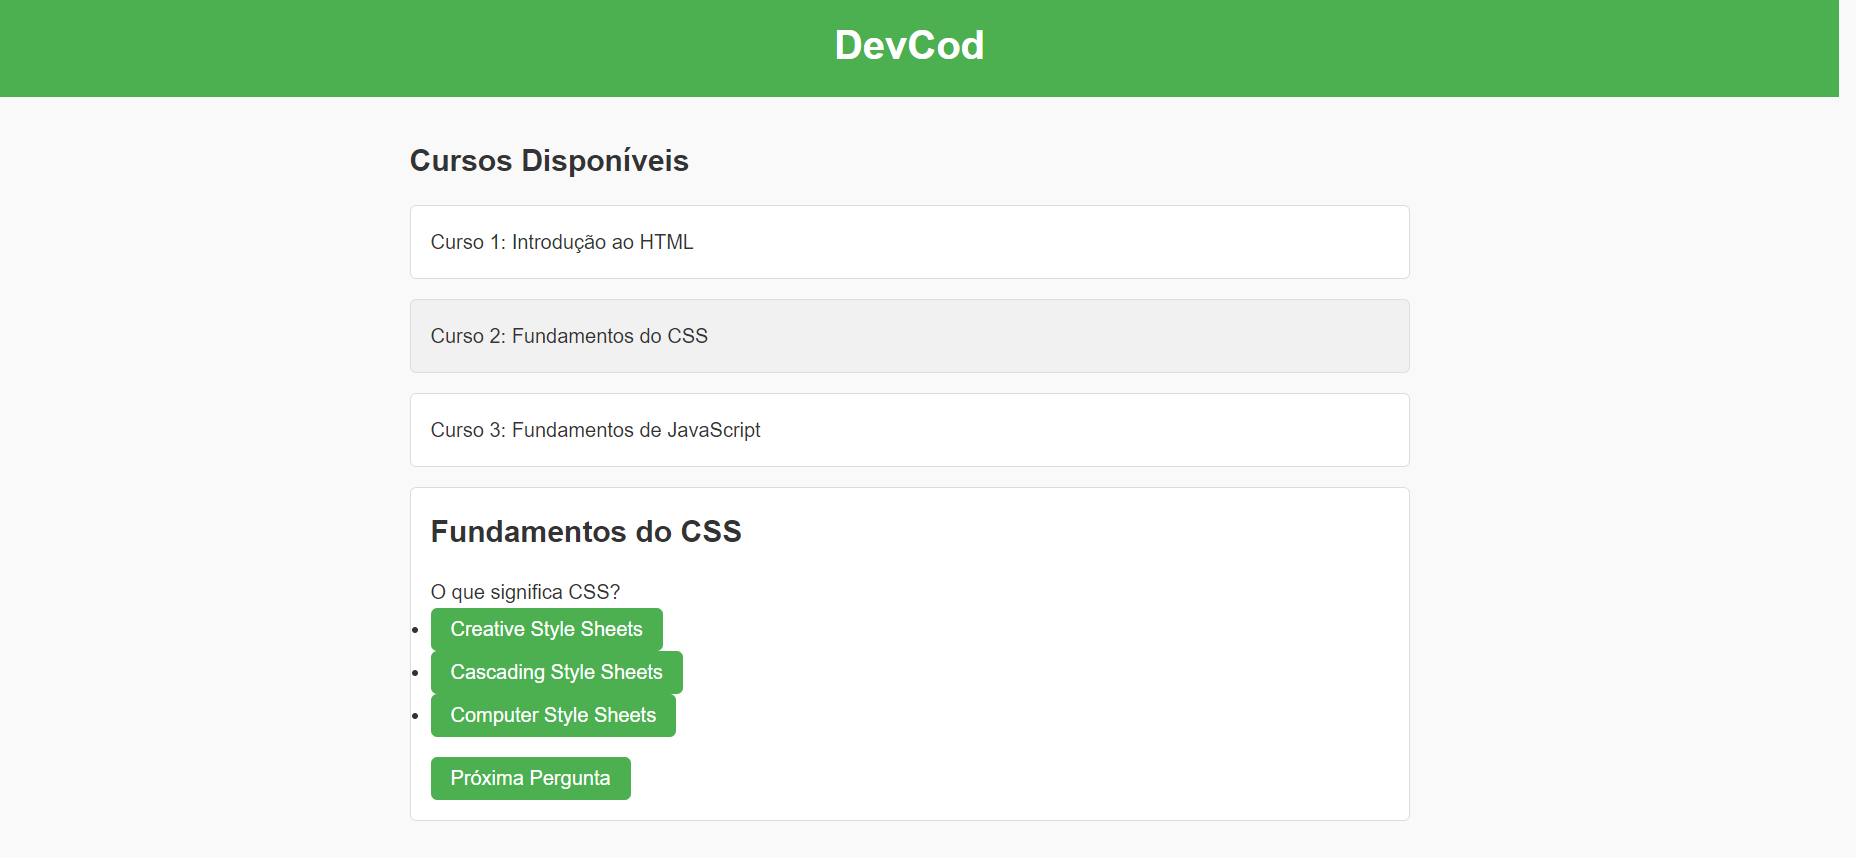 DevCod
Cursos Disponíveis
Curso 1: Introdução ao HTML
Curso 2: Fundamentos do CSS
Curso 3: Fundamentos de JavaScript
Fundamentos do CSS
O que significa CSS?
Creative Style Sheets
Cascading Style Sheets
Computer Style Sheets
Próxima Pergunta